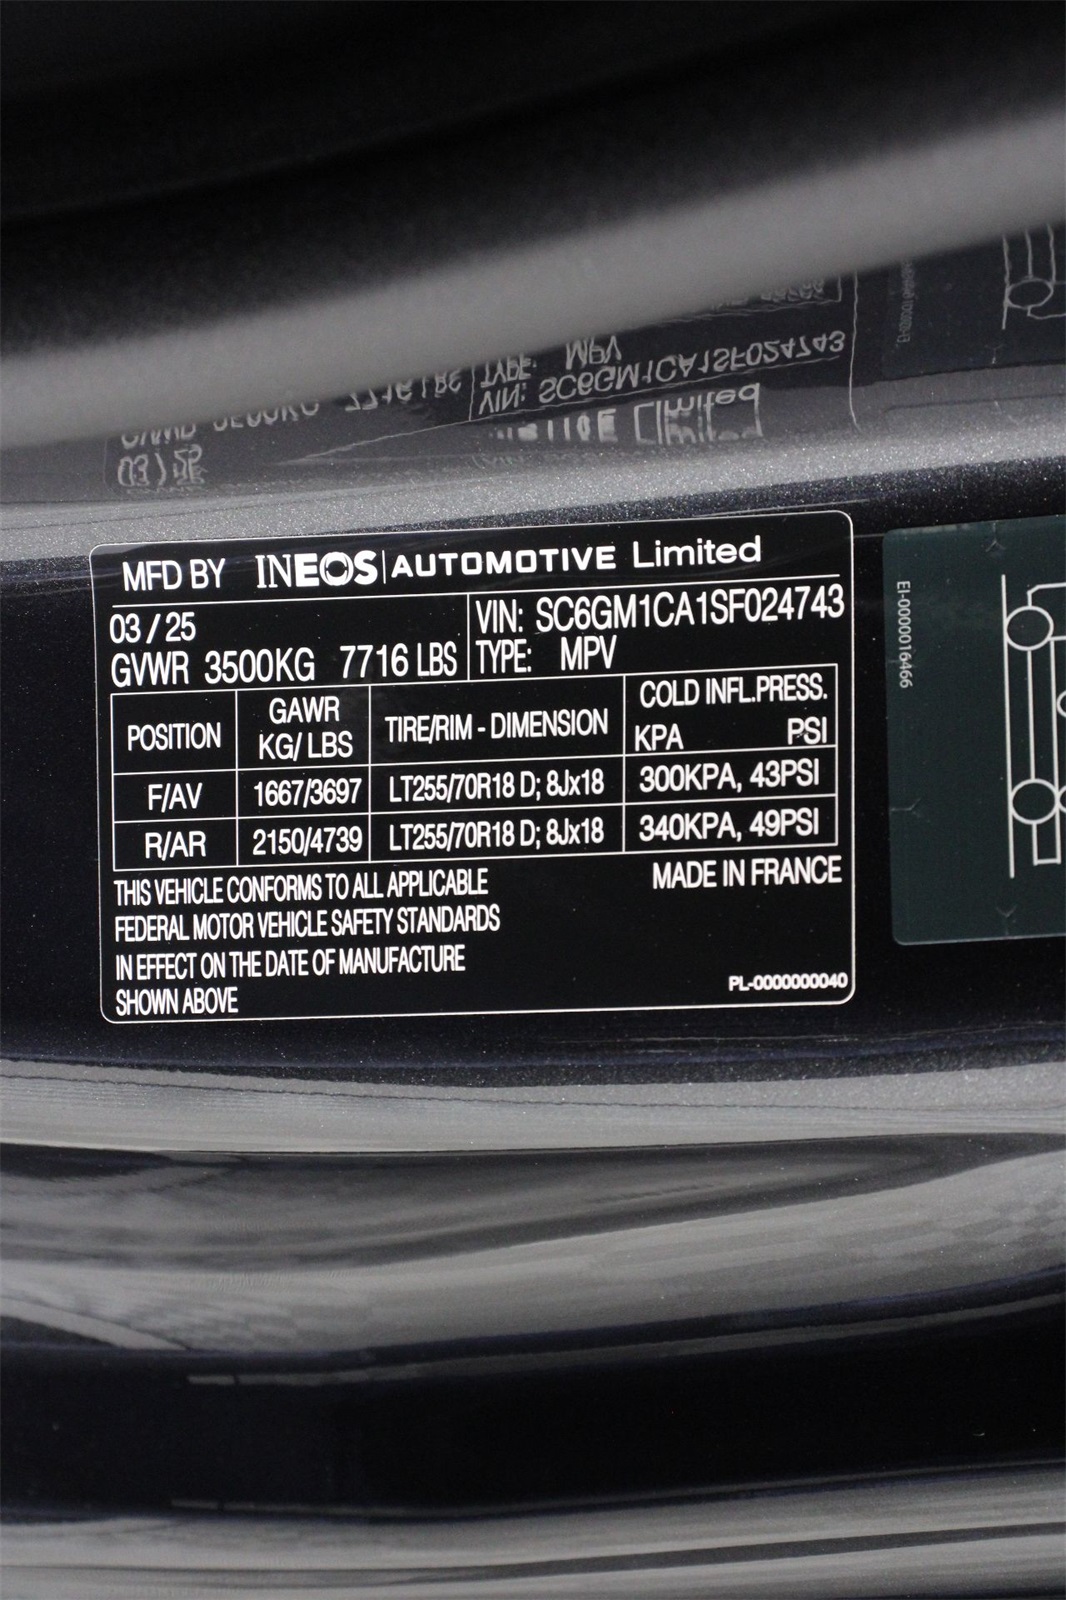 MFD BY INEOS | AUTOMOTIVE Limited
03 / 25
GVWR 3500KG 7716 LBS
VIN: SC6GM1CA1SF024743
TYPE: MPV
POSITION GAWR KG/ LBS TIRE/RIM - DIMENSION COLD INFL.PRESS. KPA PSI
F/AV 1667/3697 LT255/70R18 D; 8Jx18 300KPA, 43PSI
R/AR 2150/4739 LT255/70R18 D; 8Jx18 340KPA, 49PSI
THIS VEHICLE CONFORMS TO ALL APPLICABLE
FEDERAL MOTOR VEHICLE SAFETY STANDARDS
IN EFFECT ON THE DATE OF MANUFACTURE
SHOWN ABOVE
MADE IN FRANCE
PL-0000000040
EI-0000016466